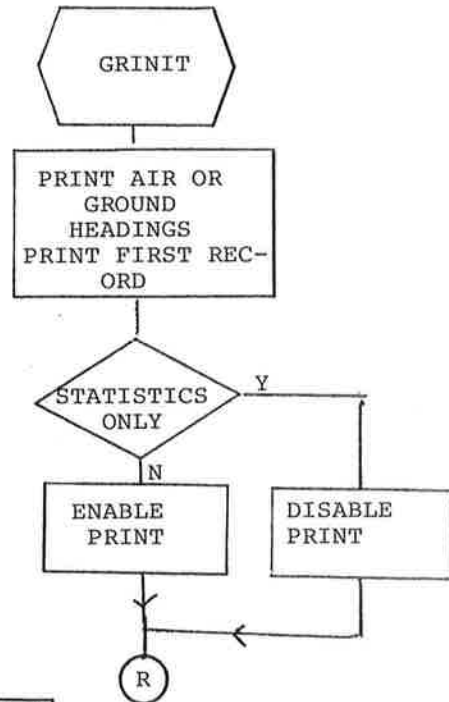 GRINIT
PRINT AIR OR
GROUND
HEADINGS
PRINT FIRST REC-
ORD
STATISTICS
ONLY
Y
N
ENABLE
PRINT
DISABLE
PRINT
R